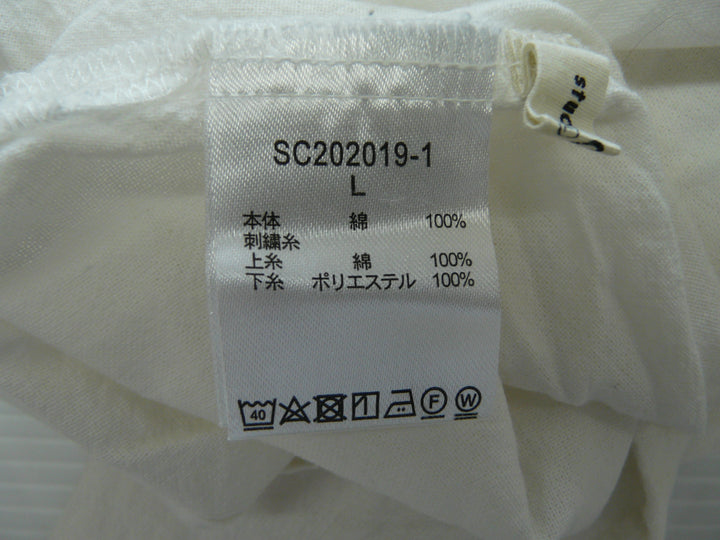 SC202019-1
L
本体 綿 100%
刺繍糸
上糸 綿 100%
下糸 ポリエステル 100%
40 F W